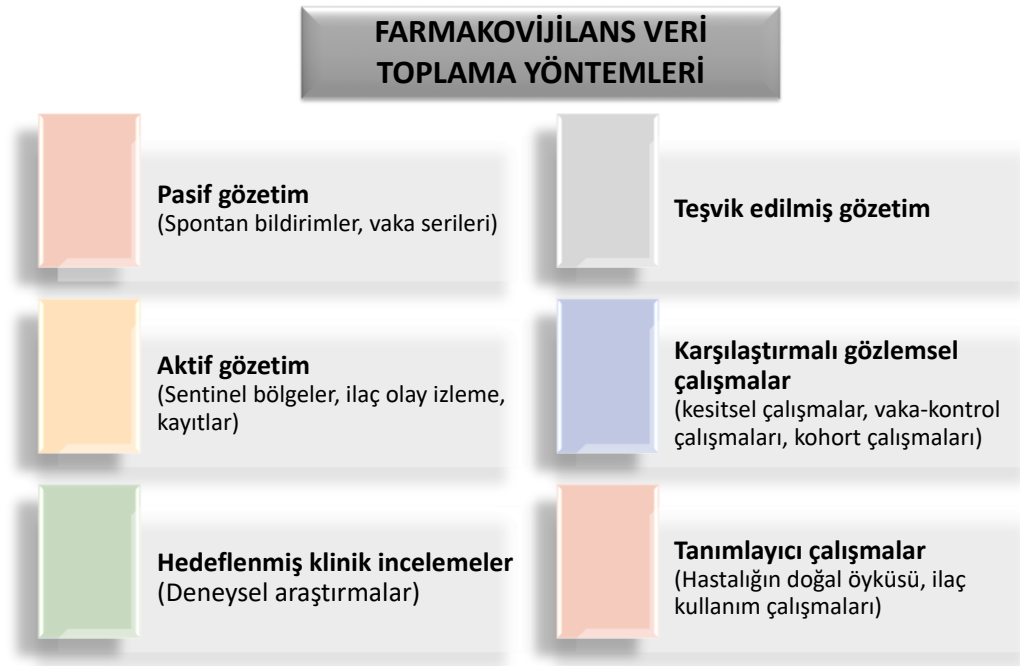 FARMAKOVİJİLANS VERİ
TOPLAMA YÖNTEMLERİ
Pasif gözetim
(Spontan bildirimler, vaka serileri)
Teşvik edilmiş gözetim
Aktif gözetim
(Sentinel bölgeler, ilaç olay izleme,
kayıtlar)
Karşılaştırmalı gözlemsel
çalışmalar
(kesitsel çalışmalar, vaka-kontrol
çalışmaları, kohort çalışmaları)
Hedeflenmiş klinik incelemeler
(Deneysel araştırmalar)
Tanımlayıcı çalışmalar
(Hastalığın doğal öyküsü, ilaç
kullanım çalışmaları)